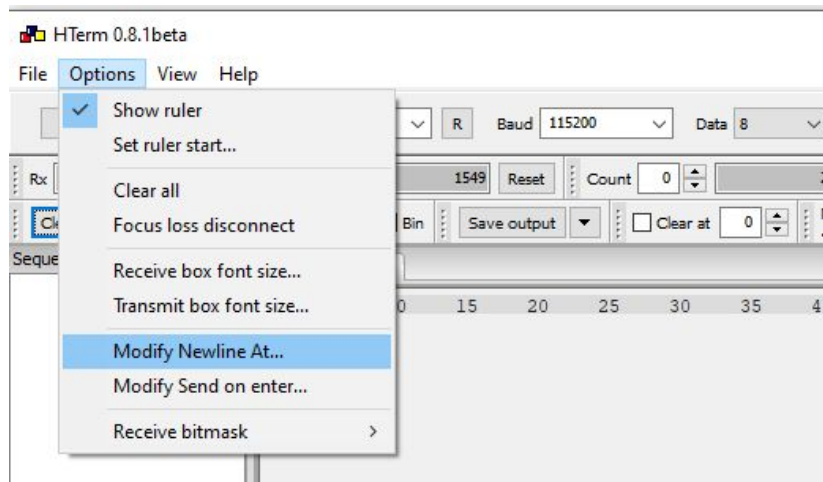 HTerm 0.8.1beta
File Options View Help
Show ruler
R Baud 115200 Data 8
Set ruler start...
Rx 1549 Reset Count 0
Clear all
Focus loss disconnect
Bin Save output Clear at 0
Receive box font size...
Transmit box font size...
15 20 25 30 35
Modify Newline At...
Modify Send on enter...
Receive bitmask